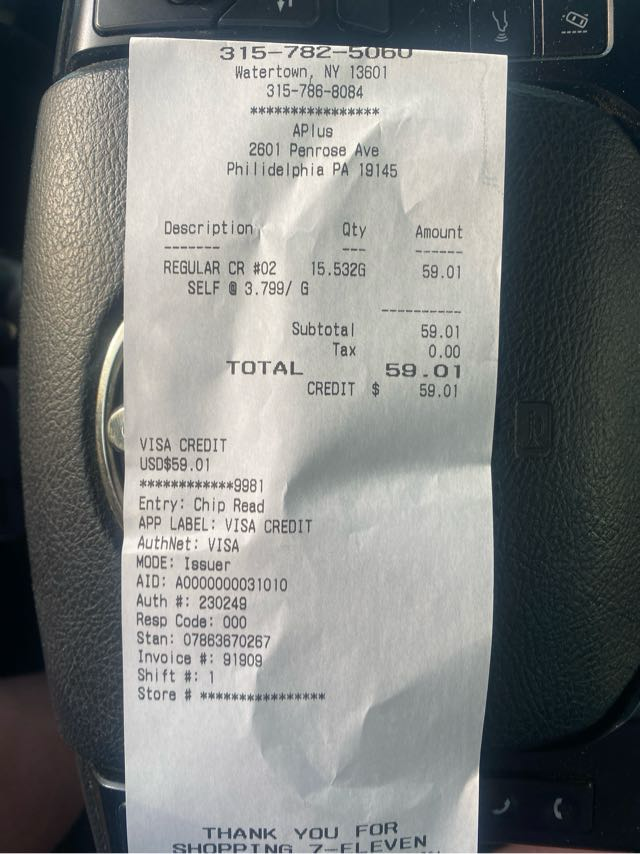 315-782-5060
Watertown, NY 13601
315-786-8084
****************
APlus
2601 Penrose Ave
Philidelphia PA 19145
Description Qty Amount
------- --- ------
REGULAR CR #02 15.532G 59.01
SELF @ 3.799/ G
----------
Subtotal 59.01
Tax 0.00
TOTAL 59.01
CREDIT $ 59.01
VISA CREDIT
USD$59.01
************9981
Entry: Chip Read
APP LABEL: VISA CREDIT
AuthNet: VISA
MODE: Issuer
AID: A0000000031010
Auth #: 230249
Resp Code: 000
Stan: 07863670267
Invoice #: 91909
Shift #: 1
Store # ****************
THANK YOU FOR
SHOPPING 7-ELEVEN